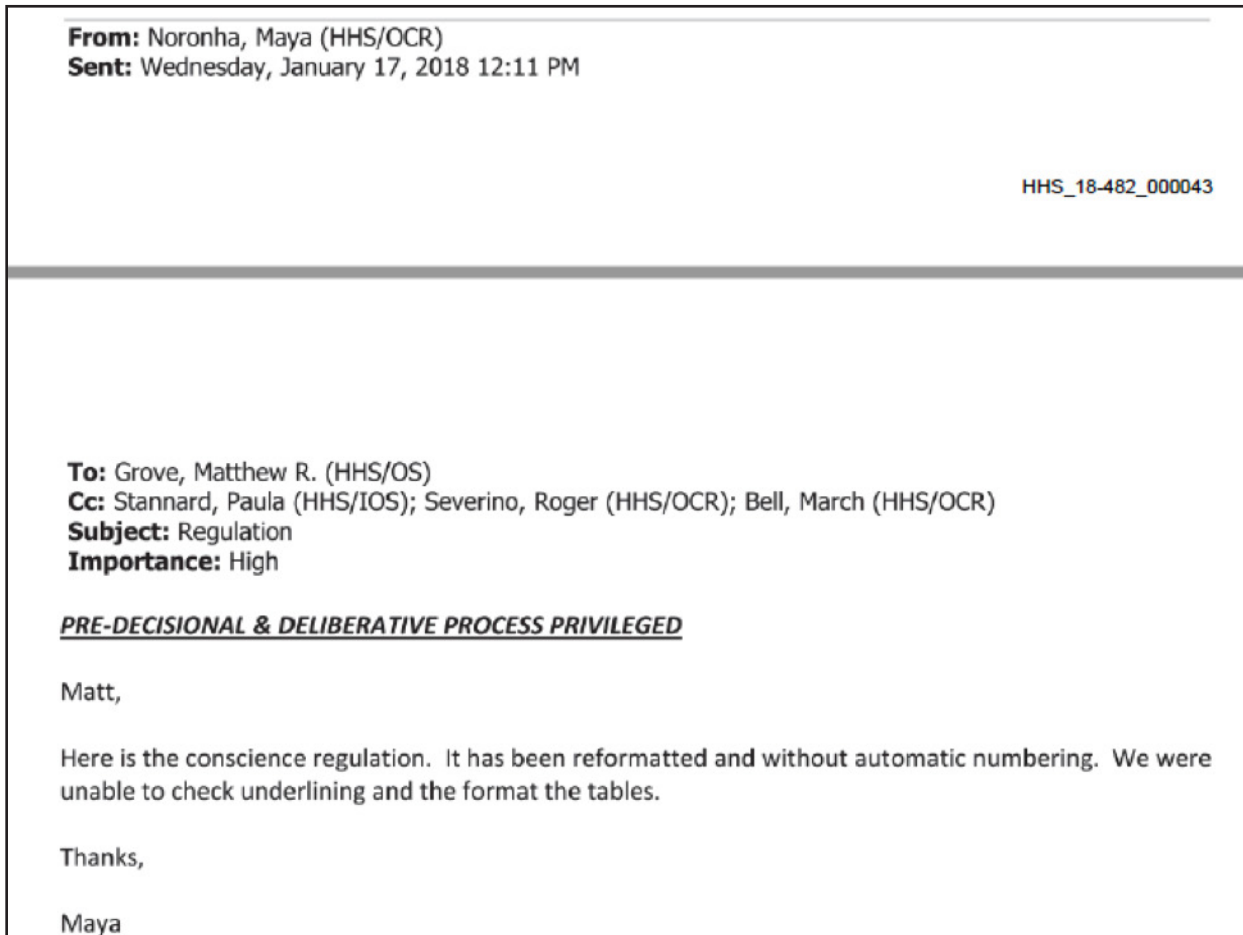 From: Noronha, Maya (HHS/OCR)
Sent: Wednesday, January 17, 2018 12:11 PM
HHS_18-482_000043
To: Grove, Matthew R. (HHS/OS)
Cc: Stannard, Paula (HHS/IOS); Severino, Roger (HHS/OCR); Bell, March (HHS/OCR)
Subject: Regulation
Importance: High
PRE-DECISIONAL & DELIBERATIVE PROCESS PRIVILEGED
Matt,
Here is the conscience regulation.  It has been reformatted and without automatic numbering.  We were
unable to check underlining and the format the tables.
Thanks,
Maya